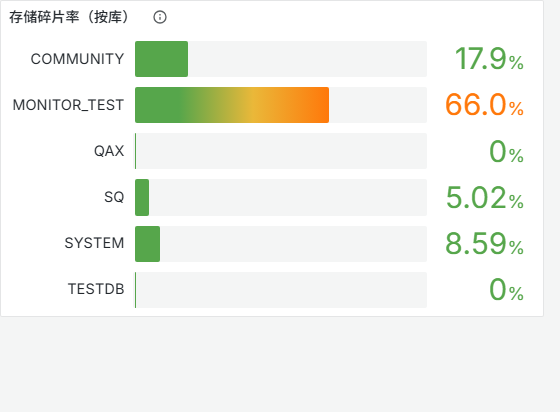 存储碎片率（按库）
COMMUNITY 17.9%
MONITOR_TEST 66.0%
QAX 0%
SQ 5.02%
SYSTEM 8.59%
TESTDB 0%